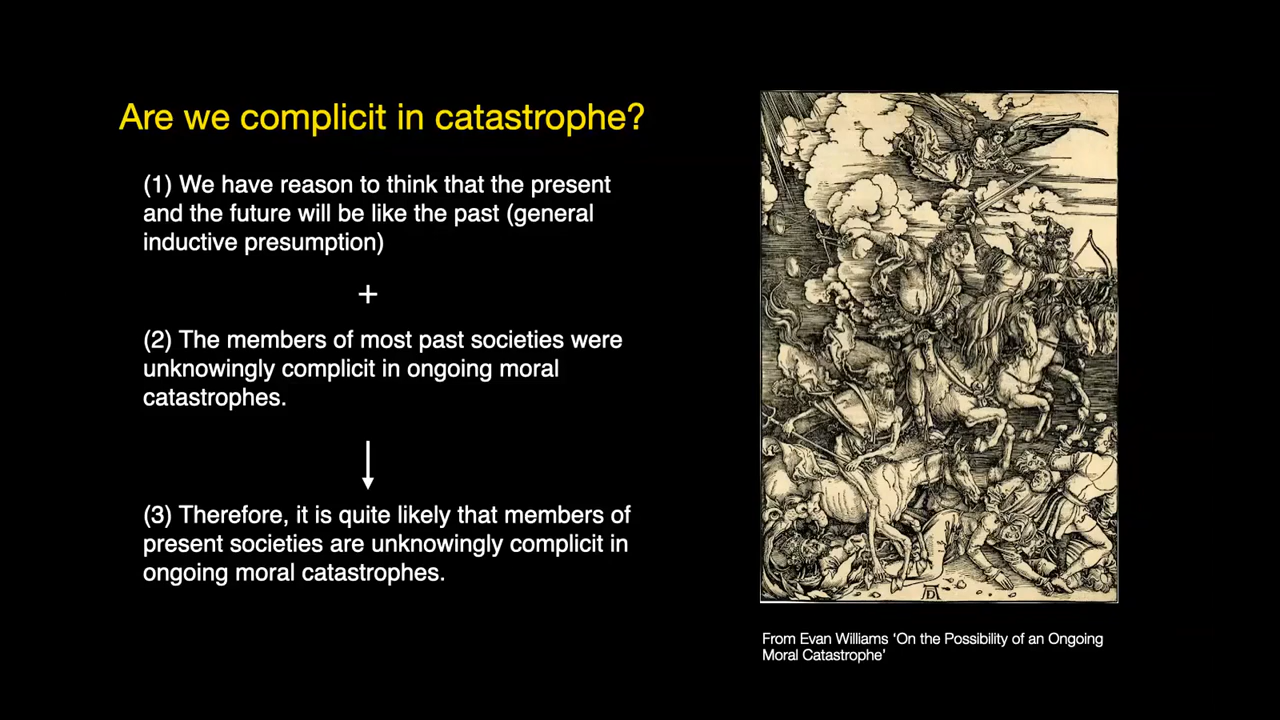 Are we complicit in catastrophe?
(1) We have reason to think that the present
and the future will be like the past (general
inductive presumption)
+
(2) The members of most past societies were
unknowingly complicit in ongoing moral
catastrophes.
(3) Therefore, it is quite likely that members of
present societies are unknowingly complicit in
ongoing moral catastrophes.
AD
From Evan Williams ‘On the Possibility of an Ongoing
Moral Catastrophe’